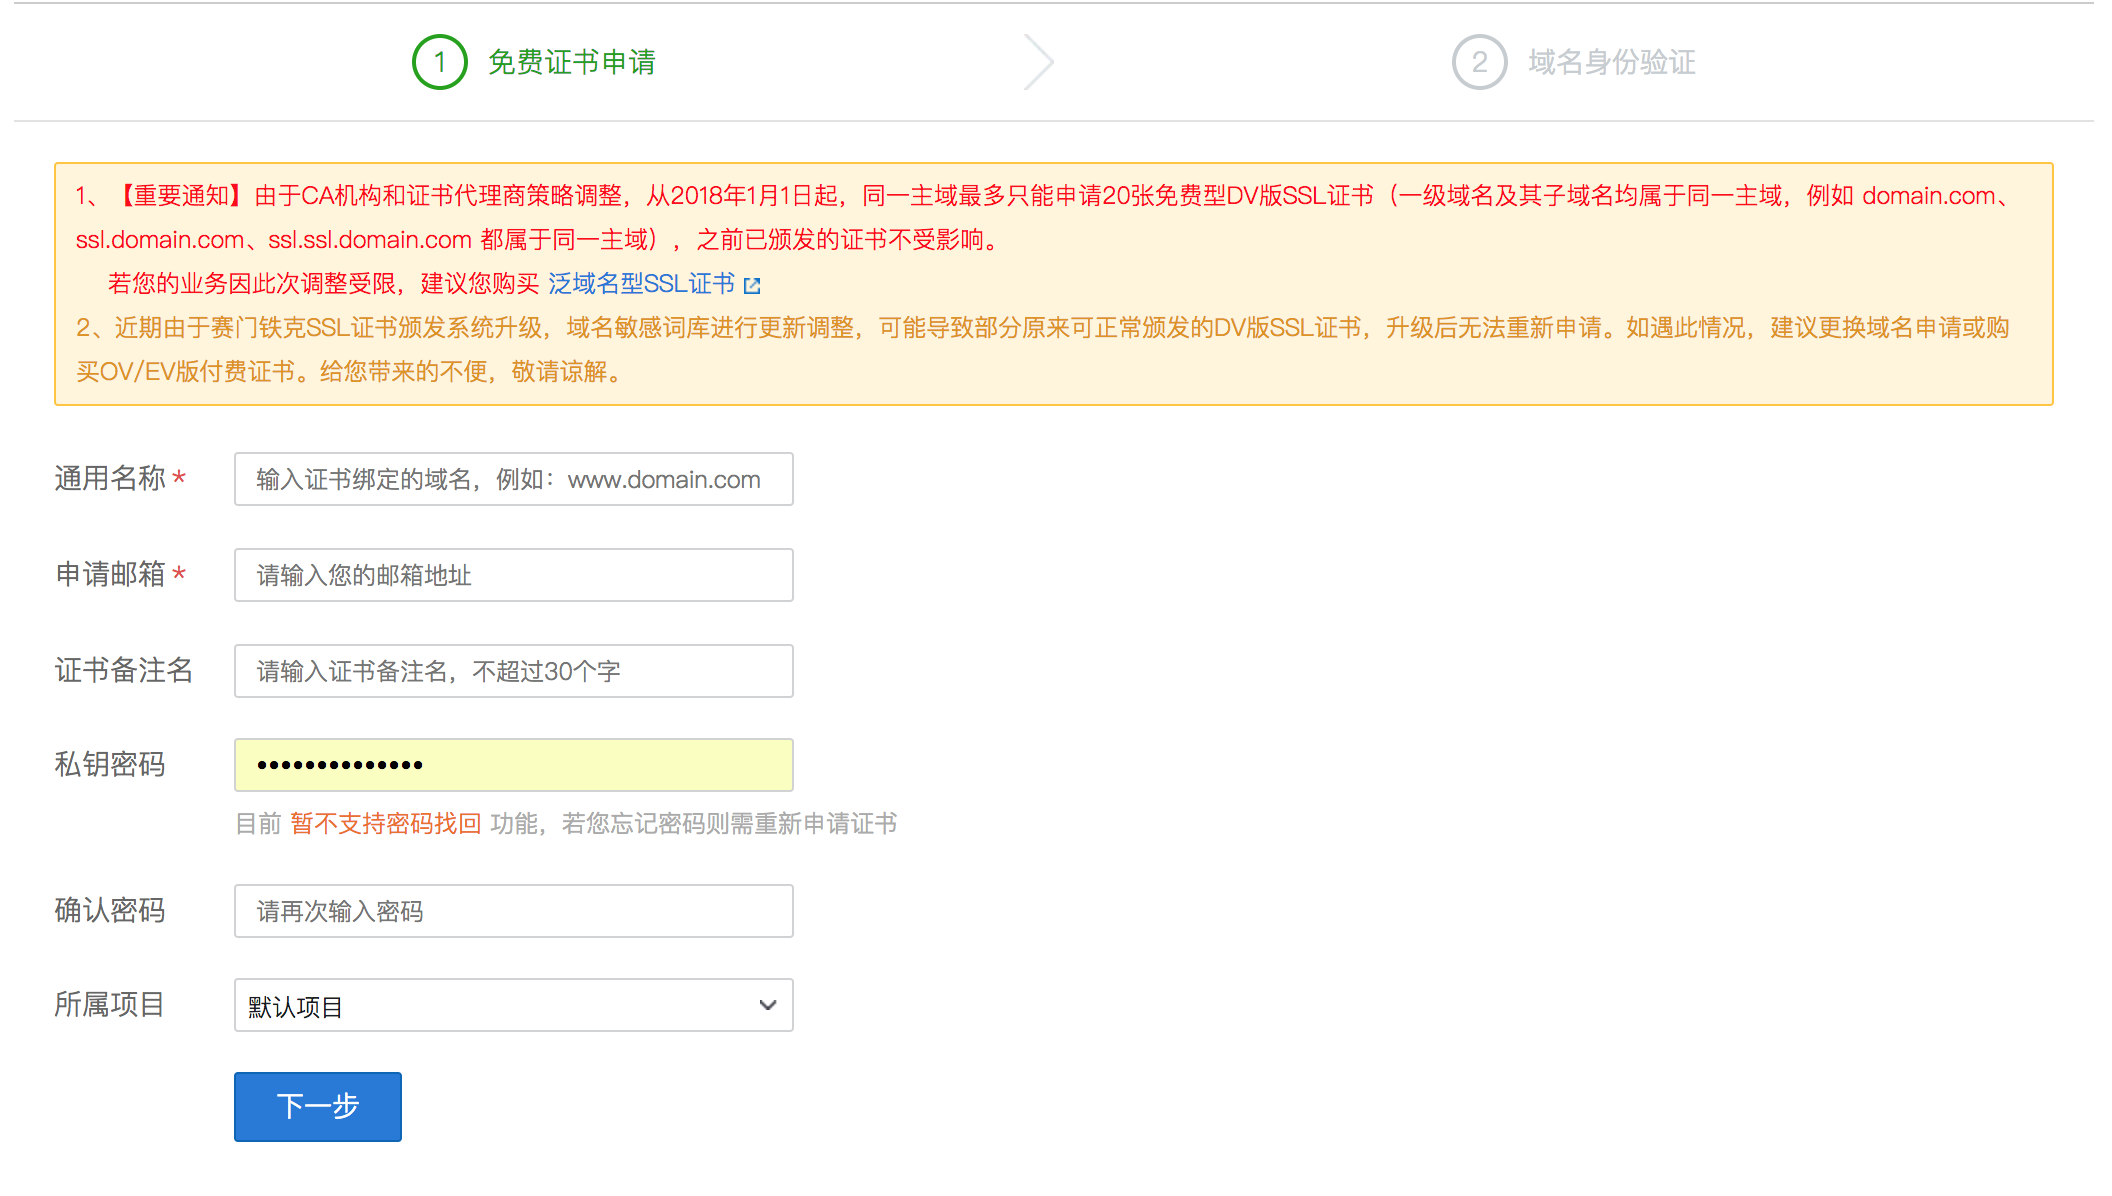 1 免费证书申请
2 域名身份验证
1、【重要通知】由于CA机构和证书代理商策略调整，从2018年1月1日起，同一主域最多只能申请20张免费型DV版SSL证书（一级域名及其子域名均属于同一主域，例如 domain.com、
ssl.domain.com、ssl.ssl.domain.com 都属于同一主域），之前已颁发的证书不受影响。
若您的业务因此次调整受限，建议您购买 泛域名型SSL证书
2、近期由于赛门铁克SSL证书颁发系统升级，域名敏感词库进行更新调整，可能导致部分原来可正常颁发的DV版SSL证书，升级后无法重新申请。如遇此情况，建议更换域名申请或购
买OV/EV版付费证书。给您带来的不便，敬请谅解。
通用名称* 输入证书绑定的域名，例如：www.domain.com
申请邮箱* 请输入您的邮箱地址
证书备注名 请输入证书备注名，不超过30个字
私钥密码 ••••••••••••••
目前 暂不支持密码找回 功能，若您忘记密码则需重新申请证书
确认密码 请再次输入密码
所属项目 默认项目
下一步